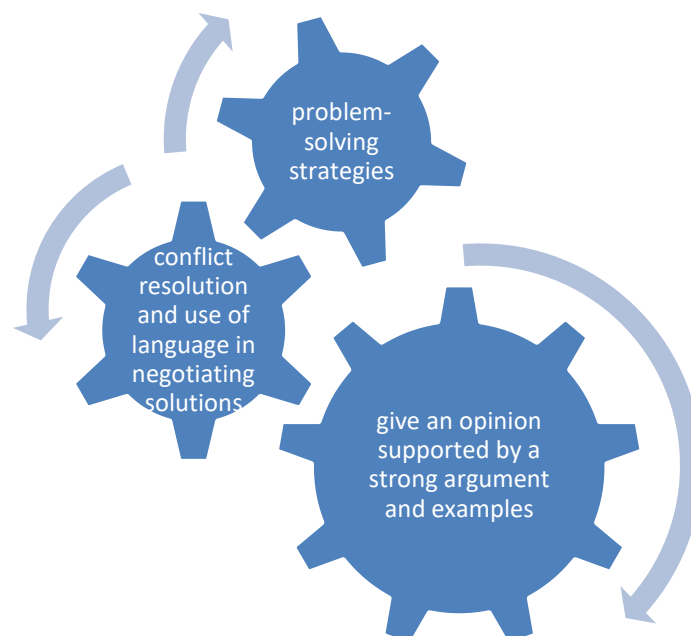 problem-
solving
strategies
conflict
resolution
and use of
language in
negotiating
solutions
give an opinion
supported by a
strong argument
and examples